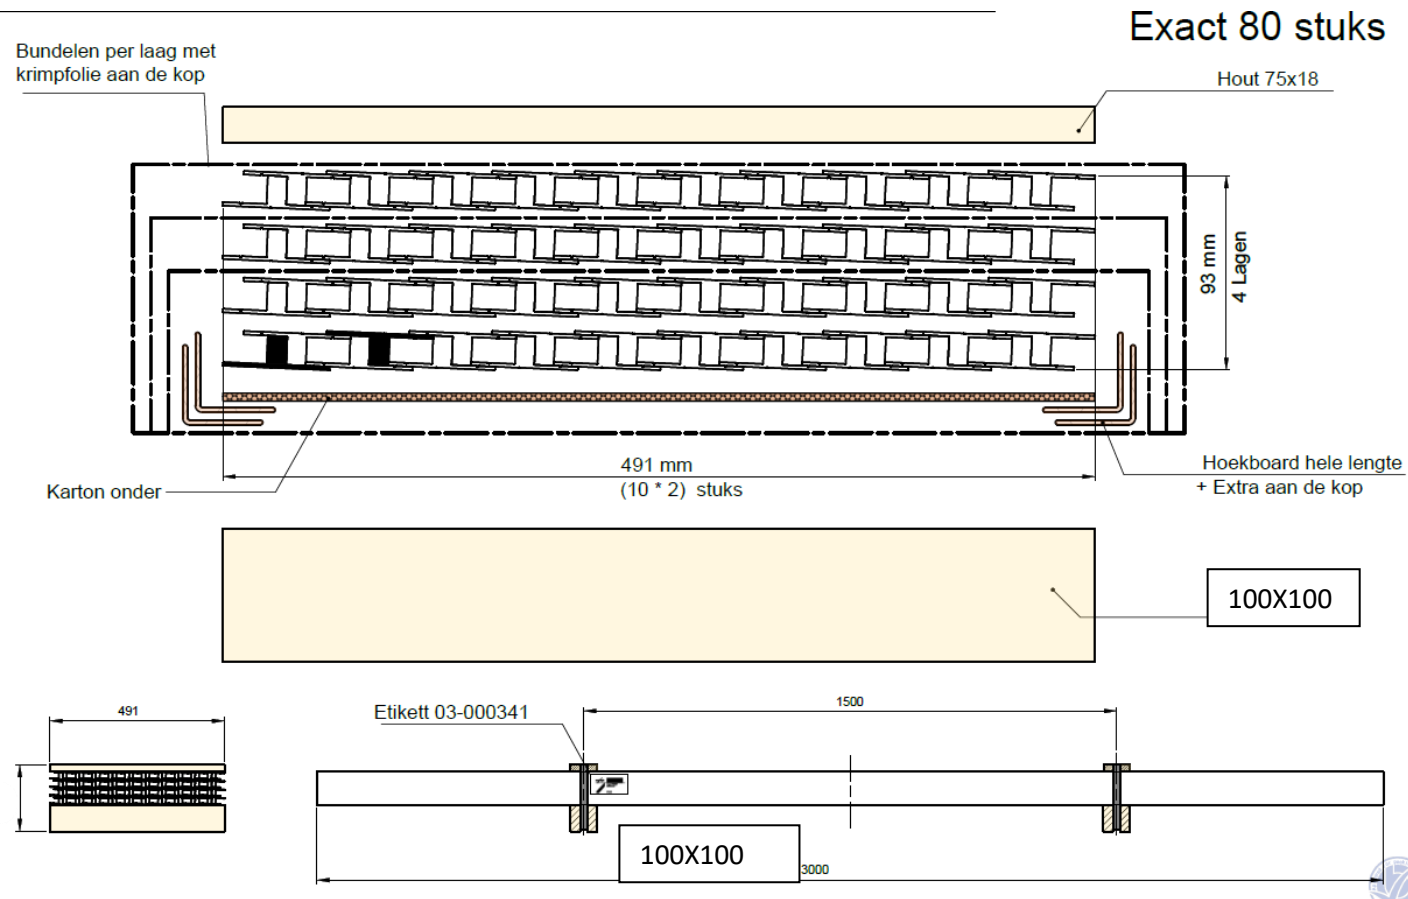 Exact 80 stuks
Bundelen per laag met
krimpfolie aan de kop
Hout 75x18
93 mm
4 Lagen
491 mm
(10 * 2) stuks
Karton onder
Hoekboard hele lengte
+ Extra aan de kop
100X100
491
Etikett 03-000341
1500
100X100
3000